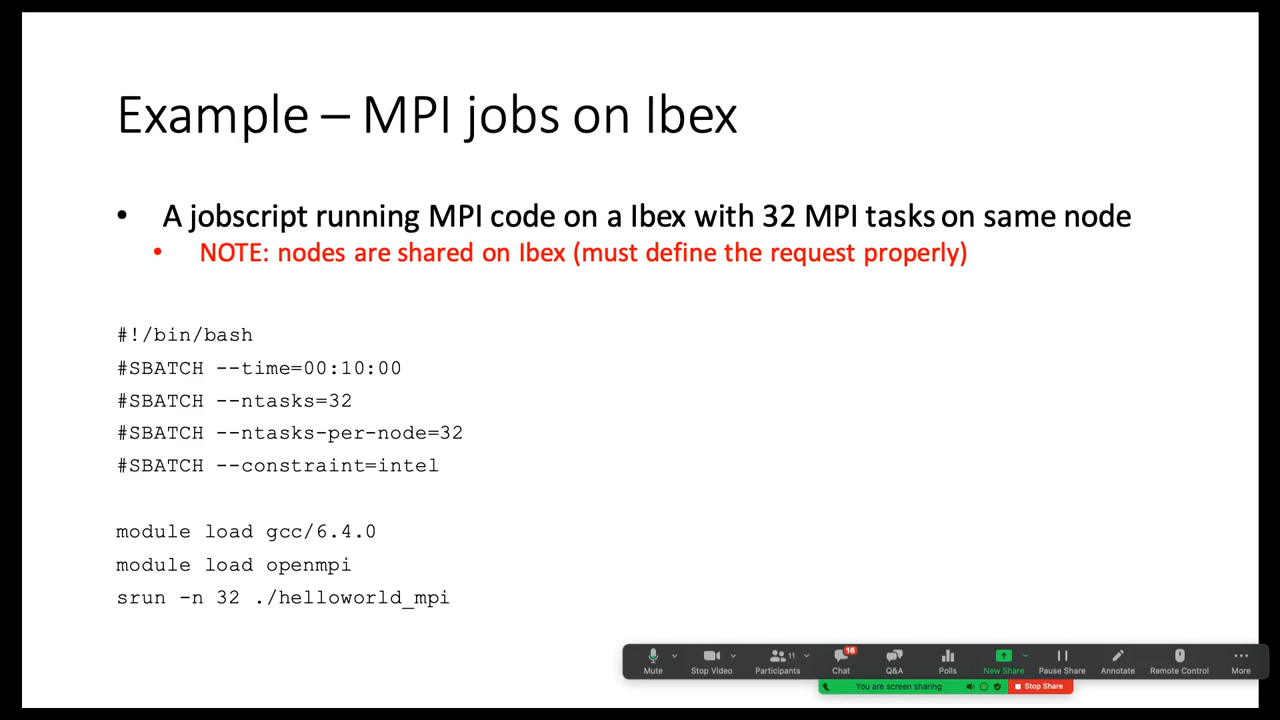 Example – MPI jobs on Ibex
• A jobscript running MPI code on a Ibex with 32 MPI tasks on same node
• NOTE: nodes are shared on Ibex (must define the request properly)
#!/bin/bash
#SBATCH --time=00:10:00
#SBATCH --ntasks=32
#SBATCH --ntasks-per-node=32
#SBATCH --constraint=intel
module load gcc/6.4.0
module load openmpi
srun -n 32 ./helloworld_mpi
11 16
Mute Stop Video Participants Chat Q&A Polls New Share Pause Share Annotate Remote Control More
You are screen sharing Stop Share